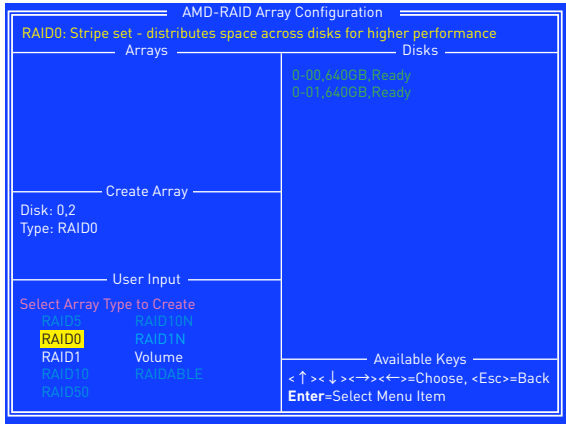 AMD-RAID Array Configuration
RAID0: Stripe set - distributes space across disks for higher performance
Arrays
Disks
0-00,640GB,Ready
0-01,640GB,Ready
Create Array
Disk: 0,2
Type: RAID0
User Input
Select Array Type to Create
RAID5 RAID10N
RAID0 RAID1N
RAID1 Volume
RAID10 RAIDABLE
RAID50
Available Keys
<↑><↓><→><←>=Choose, <Esc>=Back
Enter=Select Menu Item